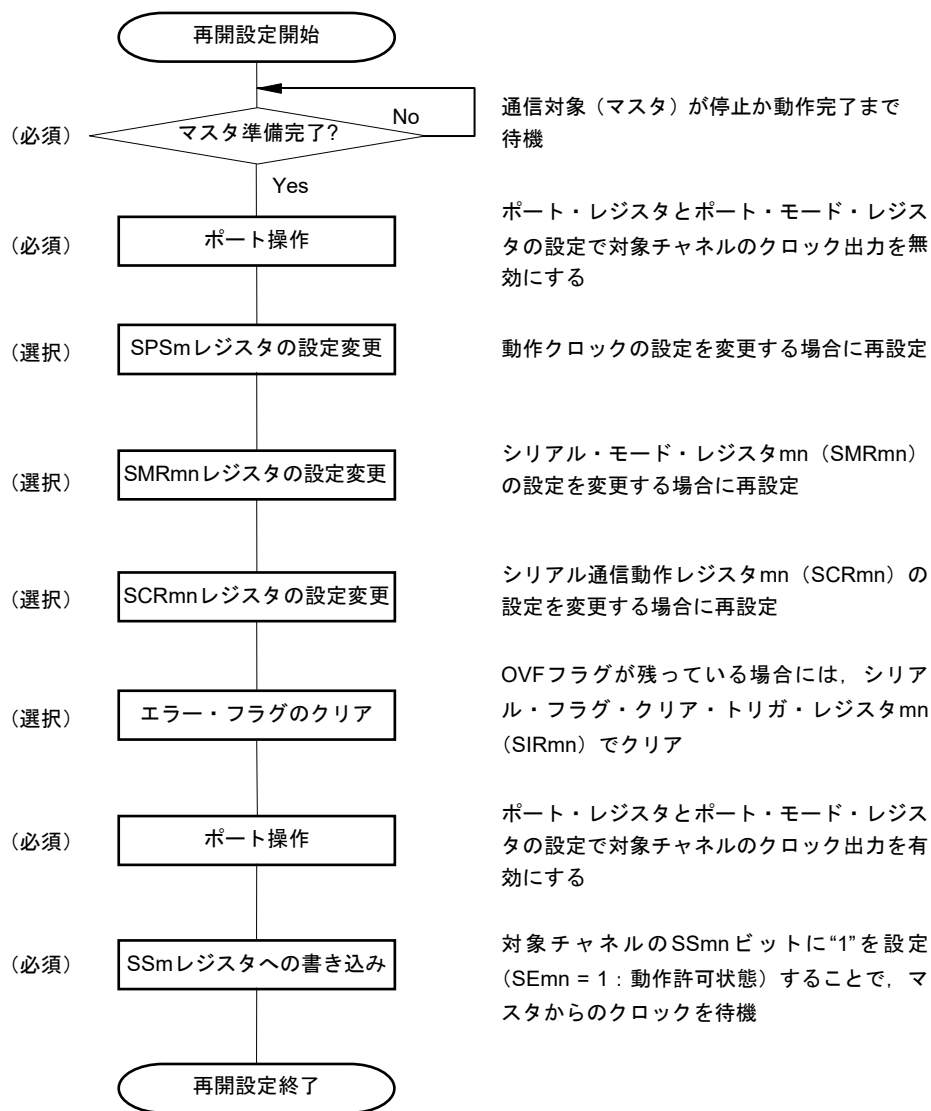 再開設定開始
No
（必須）
マスタ準備完了?
通信対象（マスタ）が停止か動作完了まで
待機
Yes
（必須）
ポート操作
ポート・レジスタとポート・モード・レジス
タの設定で対象チャネルのクロック出力を無
効にする
（選択）
SPSmレジスタの設定変更
動作クロックの設定を変更する場合に再設定
（選択）
SMRmnレジスタの設定変更
シリアル・モード・レジスタmn（SMRmn）
の設定を変更する場合に再設定
（選択）
SCRmnレジスタの設定変更
シリアル通信動作レジスタmn（SCRmn）の
設定を変更する場合に再設定
（選択）
エラー・フラグのクリア
OVFフラグが残っている場合には，シリア
ル・フラグ・クリア・トリガ・レジスタmn
（SIRmn）でクリア
（必須）
ポート操作
ポート・レジスタとポート・モード・レジス
タの設定で対象チャネルのクロック出力を有
効にする
（必須）
SSmレジスタへの書き込み
対象チャネルのSSmnビットに“1”を設定
（SEmn = 1：動作許可状態）することで，マ
スタからのクロックを待機
再開設定終了